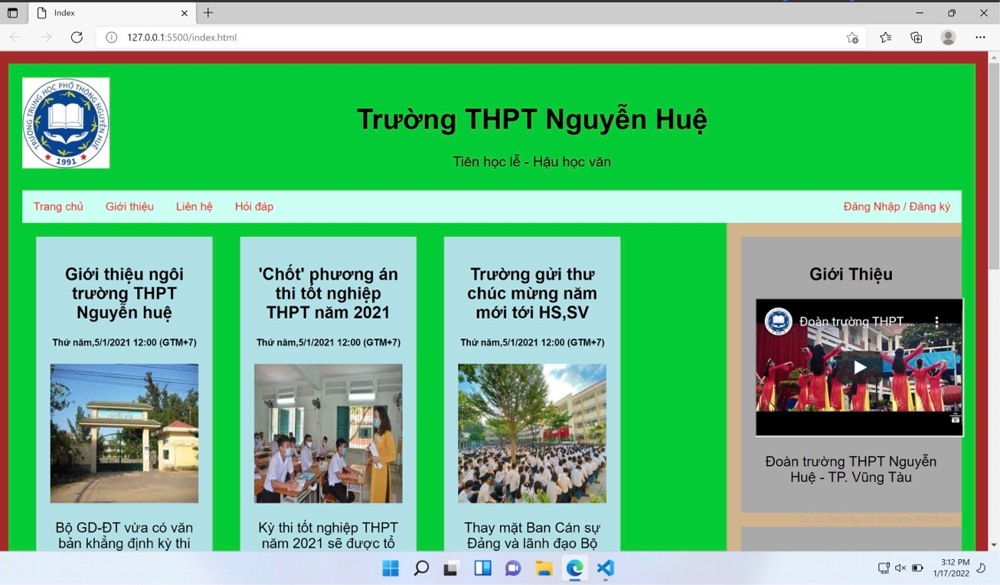 Index
127.0.0.1:5500/index.html
TRƯỜNG TRUNG HỌC PHỔ THÔNG NGUYỄN HUỆ
1991
Trường THPT Nguyễn Huệ
Tiên học lễ - Hậu học văn
Trang chủ Giới thiệu Liên hệ Hỏi đáp Đăng Nhập / Đăng ký
Giới thiệu ngôi
trường THPT
Nguyễn huệ
Thứ năm,5/1/2021 12:00 (GTM+7)
Bộ GD-ĐT vừa có văn
bản khẳng định kỳ thi
'Chốt' phương án
thi tốt nghiệp
THPT năm 2021
Thứ năm,5/1/2021 12:00 (GTM+7)
Kỳ thi tốt nghiệp THPT
năm 2021 sẽ được tổ
Trường gửi thư
chúc mừng năm
mới tới HS,SV
Thứ năm,5/1/2021 12:00 (GTM+7)
Thay mặt Ban Cán sự
Đảng và lãnh đạo Bộ
Giới Thiệu
Đoàn trường THPT ...
Đoàn trường THPT Nguyễn
Huệ - TP. Vũng Tàu
Go to Settings to activate Windows.
3:12 PM
1/17/2022